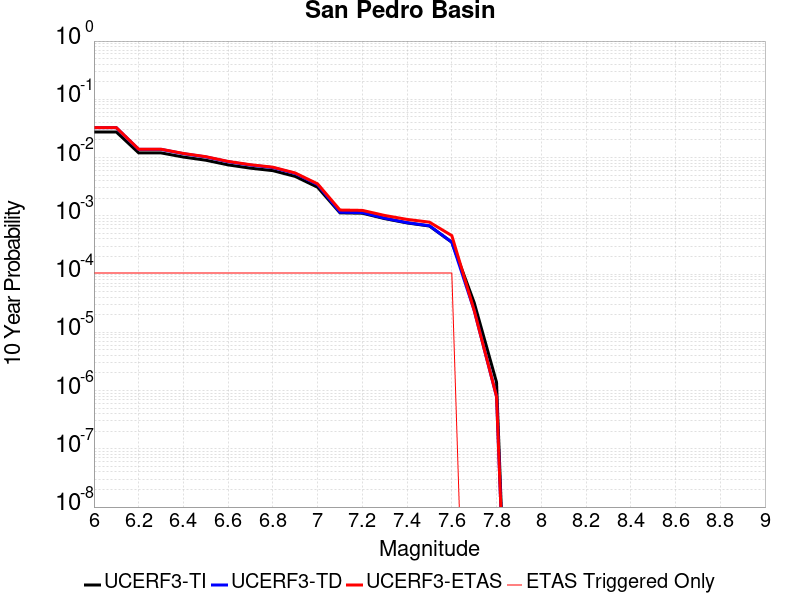 San Pedro Basin
10^0
10^-1
10^-2
10^-3
10^-4
10^-5
10^-6
10^-7
10^-8
10 Year Probability
6 6.2 6.4 6.6 6.8 7 7.2 7.4 7.6 7.8 8 8.2 8.4 8.6 8.8 9
Magnitude
UCERF3-TI UCERF3-TD UCERF3-ETAS ETAS Triggered Only